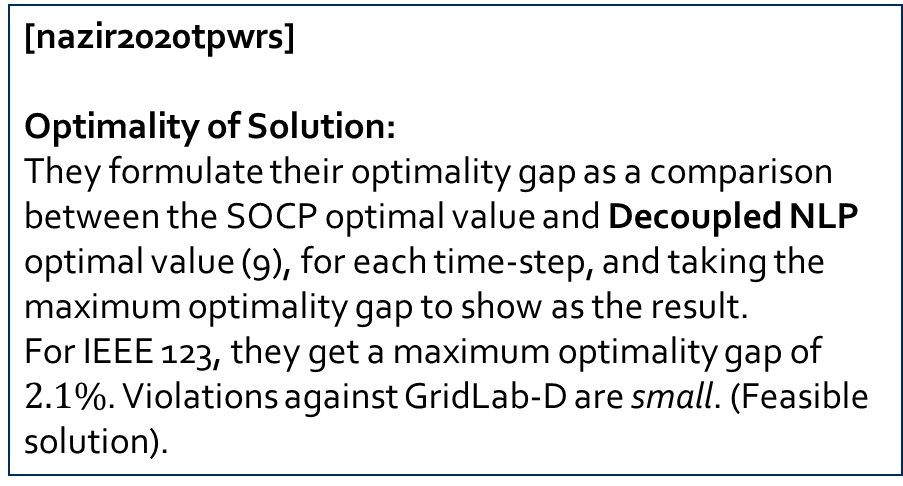 [nazir2020tpwrs]
Optimality of Solution:
They formulate their optimality gap as a comparison
between the SOCP optimal value and Decoupled NLP
optimal value (9), for each time-step, and taking the
maximum optimality gap to show as the result.
For IEEE 123, they get a maximum optimality gap of
2.1%. Violations against GridLab-D are small. (Feasible
solution).